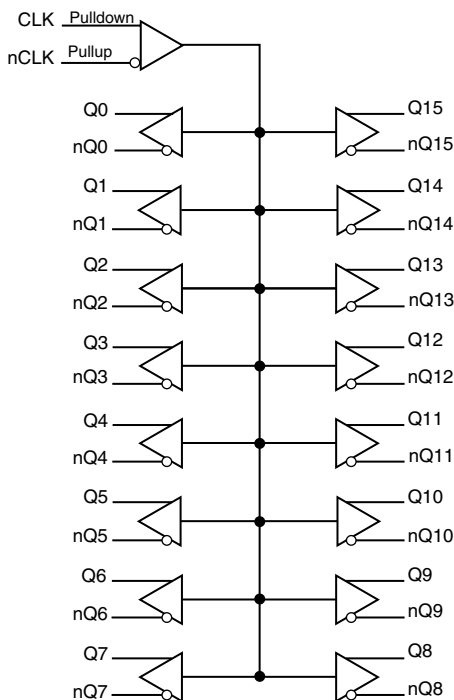 CLK Pulldown
nCLK Pullup
Q0 Q15
nQ0 nQ15
Q1 Q14
nQ1 nQ14
Q2 Q13
nQ2 nQ13
Q3 Q12
nQ3 nQ12
Q4 Q11
nQ4 nQ11
Q5 Q10
nQ5 nQ10
Q6 Q9
nQ6 nQ9
Q7 Q8
nQ7 nQ8